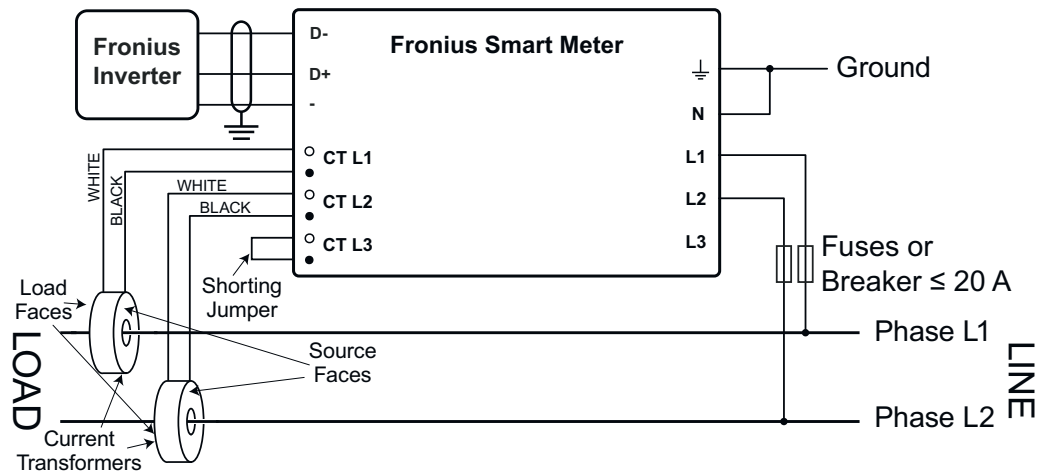 Fronius
Inverter
D-
D+
-
Fronius Smart Meter
Ground
N
WHITE
BLACK
CT L1
L1
WHITE
BLACK
CT L2
L2
CT L3
L3
Shorting
Jumper
Fuses or
Breaker ≤ 20 A
Load
Faces
LOAD
Source
Faces
Phase L1
LINE
Phase L2
Current
Transformers